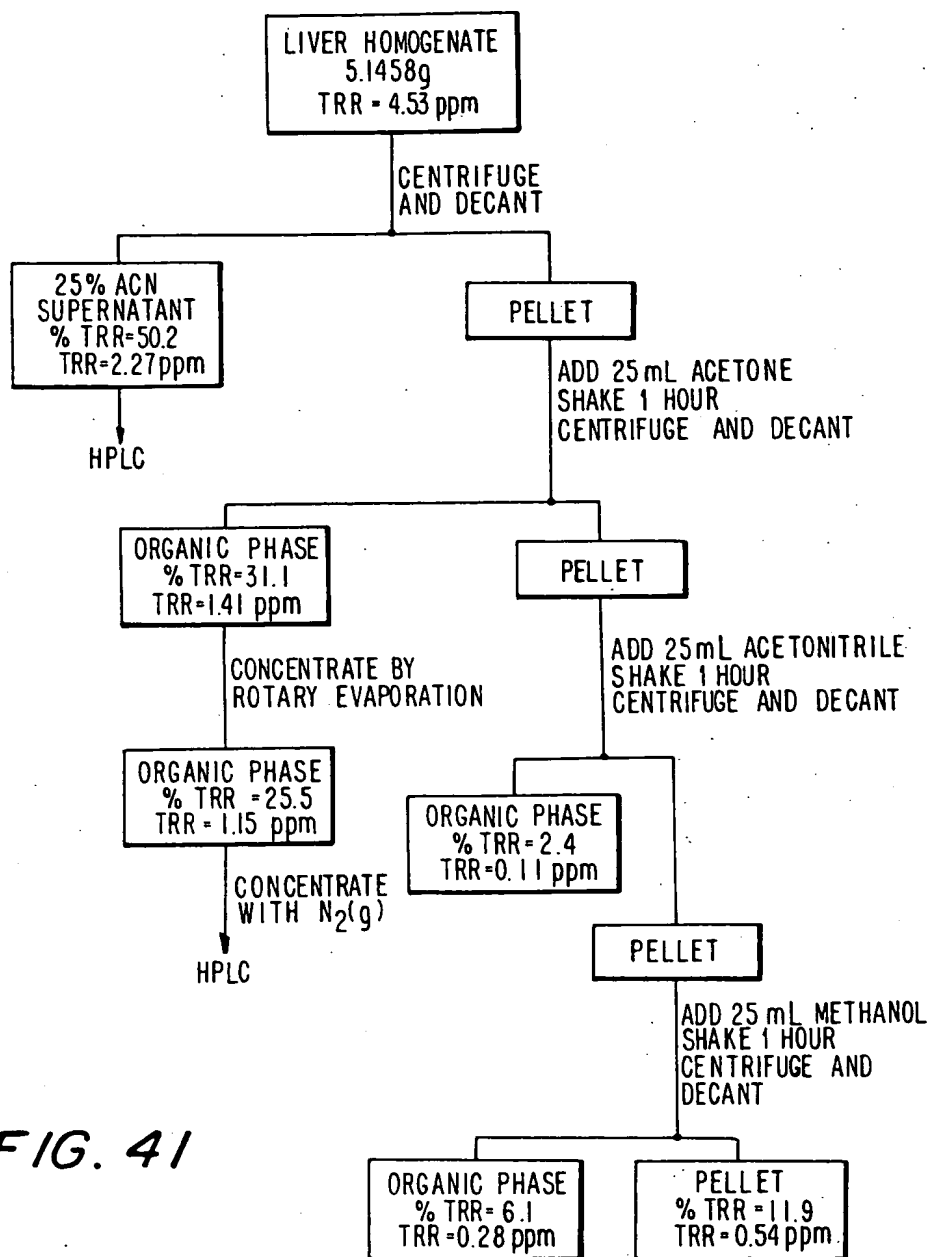 LIVER HOMOGENATE
5.1458g
TRR = 4.53 ppm
CENTRIFUGE
AND DECANT
25% ACN
SUPERNATANT
% TRR=50.2
TRR=2.27ppm
HPLC
PELLET
ADD 25mL ACETONE
SHAKE 1 HOUR
CENTRIFUGE AND DECANT
ORGANIC PHASE
% TRR=31.1
TRR=1.41 ppm
PELLET
CONCENTRATE BY
ROTARY EVAPORATION
ADD 25mL ACETONITRILE
SHAKE 1 HOUR
CENTRIFUGE AND DECANT
ORGANIC PHASE
% TRR =25.5
TRR = 1.15 ppm
ORGANIC PHASE
% TRR=2.4
TRR=0.11 ppm
CONCENTRATE
WITH N2(g)
HPLC
PELLET
ADD 25mL METHANOL
SHAKE 1 HOUR
CENTRIFUGE AND
DECANT
ORGANIC PHASE
% TRR= 6.1
TRR=0.28 ppm
PELLET
% TRR =11.9
TRR= 0.54 ppm
FIG. 41